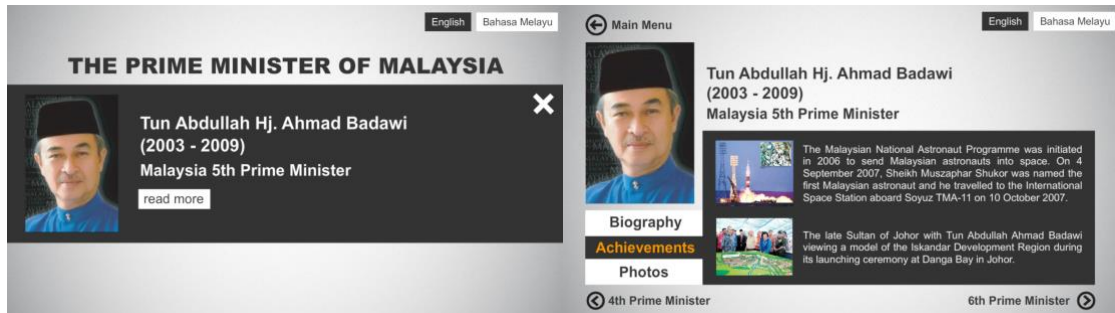 English Bahasa Melayu
THE PRIME MINISTER OF MALAYSIA
Tun Abdullah Hj. Ahmad Badawi
(2003 - 2009)
Malaysia 5th Prime Minister
read more
Main Menu
English Bahasa Melayu
Tun Abdullah Hj. Ahmad Badawi
(2003 - 2009)
Malaysia 5th Prime Minister
The Malaysian National Astronaut Programme was initiated
in 2006 to send Malaysian astronauts into space. On 4
September 2007, Sheikh Muszaphar Shukor was named the
first Malaysian astronaut and he travelled to the International
Space Station aboard Soyuz TMA-11 on 10 October 2007.
The late Sultan of Johor with Tun Abdullah Ahmad Badawi
viewing a model of the Iskandar Development Region during
its launching ceremony at Danga Bay in Johor.
Biography
Achievements
Photos
4th Prime Minister
6th Prime Minister